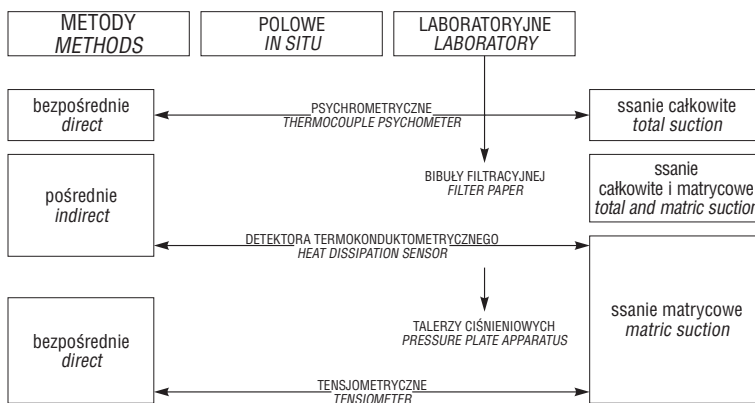 METODY
METHODS
POLOWE
IN SITU
LABORATORYJNE
LABORATORY
bezpośrednie
direct
PSYCHROMETRYCZNE
THERMOCOUPLE PSYCHOMETER
ssanie całkowite
total suction
pośrednie
indirect
BIBUŁY FILTRACYJNEJ
FILTER PAPER
ssanie
całkowite i matrycowe
total and matric suction
DETEKTORA TERMOKONDUKTOMETRYCZNEGO
HEAT DISSIPATION SENSOR
bezpośrednie
direct
TALERZY CIŚNIENIOWYCH
PRESSURE PLATE APPARATUS
ssanie matrycowe
matric suction
TENSJOMETRYCZNE
TENSIOMETER